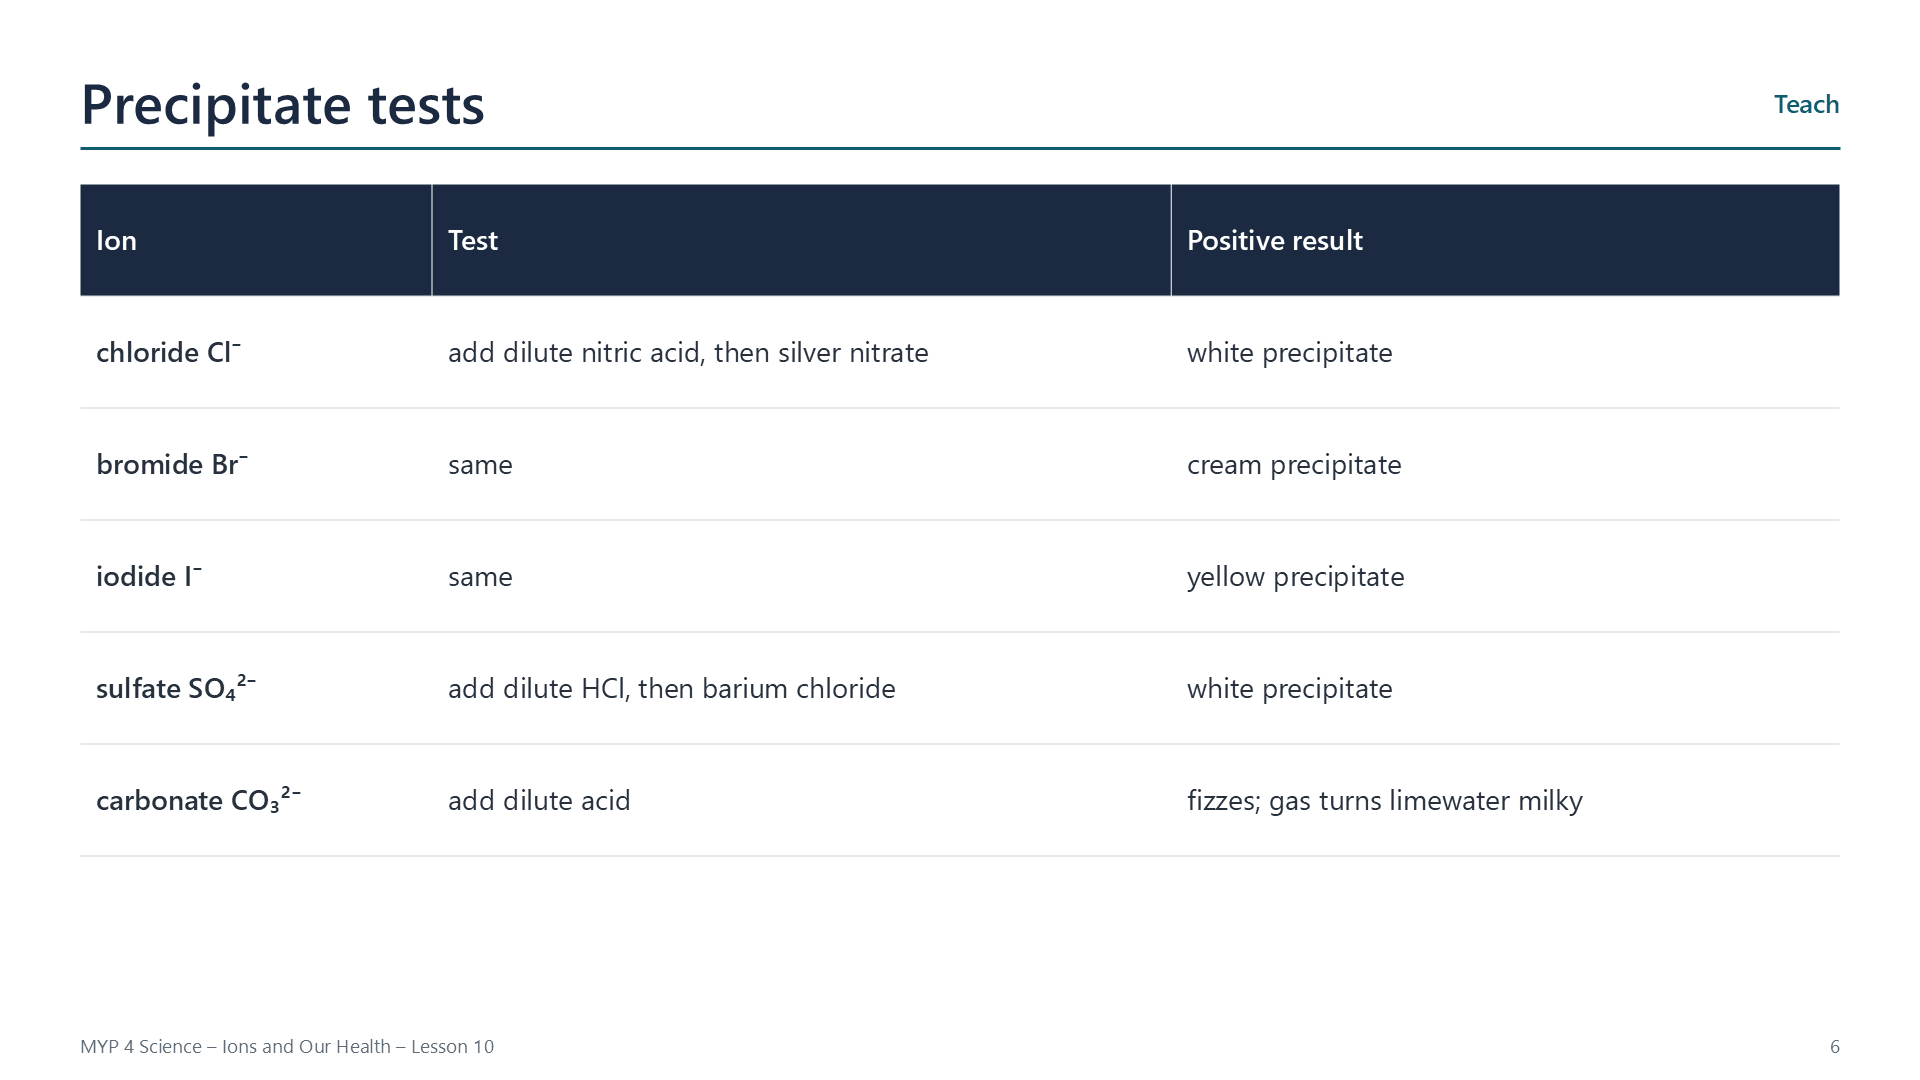 Precipitate tests
Teach
Ion Test Positive result
chloride Cl⁻ add dilute nitric acid, then silver nitrate white precipitate
bromide Br⁻ same cream precipitate
iodide I⁻ same yellow precipitate
sulfate SO₄²⁻ add dilute HCl, then barium chloride white precipitate
carbonate CO₃²⁻ add dilute acid fizzes; gas turns limewater milky
MYP 4 Science – Ions and Our Health – Lesson 10
6